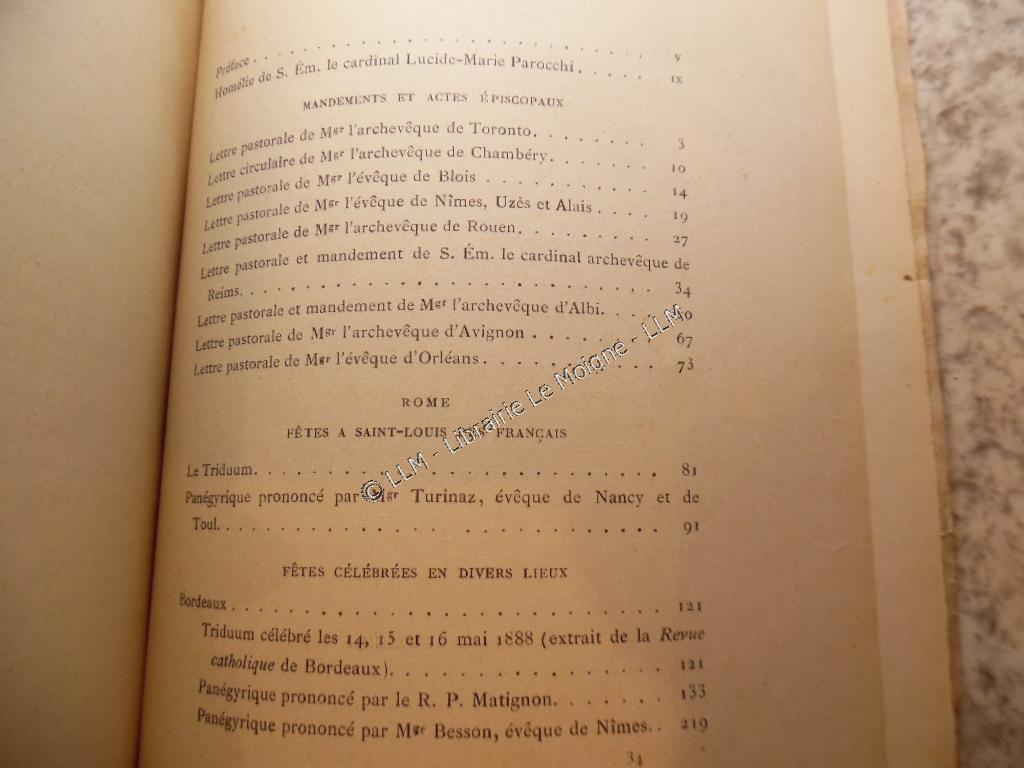 Préface . . . . . . . . . . . . . . . . . . . . v
Homélie de S. Ém. le cardinal Lucide-Marie Parocchi. . . . . ix
MANDEMENTS ET ACTES ÉPISCOPAUX
Lettre pastorale de Mgr l'archevêque de Toronto. . . . . . . 3
Lettre circulaire de Mgr l'archevêque de Chambéry. . . . . . 10
Lettre pastorale de Mgr l'évêque de Blois . . . . . . . . . . 14
Lettre pastorale de Mgr l'évêque de Nîmes, Uzès et Alais . . . . 19
Lettre pastorale de Mgr l'archevêque de Rouen. . . . . . . . 27
Lettre pastorale et mandement de S. Ém. le cardinal archevêque de
Reims. . . . . . . . . . . . . . . . . . . . . 34
Lettre pastorale et mandement de Mgr l'archevêque d'Albi. . . .
Lettre pastorale de Mgr l'archevêque d'Avignon . . . . . . . 67
Lettre pastorale de Mgr l'évêque d'Orléans . . . . . . . . . 73
ROME
FÊTES A SAINT-LOUIS FRANÇAIS
Le Triduum. . . . . . . . . . . . . . . . . . . 81
Panégyrique prononcé par Mgr Turinaz, évêque de Nancy et de
Toul. . . . . . . . . . . . . . . . . . . . . 91
FÊTES CÉLÉBRÉES EN DIVERS LIEUX
Bordeaux . . . . . . . . . . . . . . . . . . . . 121
Triduum célébré les 14, 15 et 16 mai 1888 (extrait de la Revue
catholique de Bordeaux). . . . . . . . . . . . . . 121
Panégyrique prononcé par le R. P. Matignon. . . . . . . 133
Panégyrique prononcé par Mgr Besson, évêque de Nîmes. . 219
34
© LLM - Librairie Le Moigne - LLM